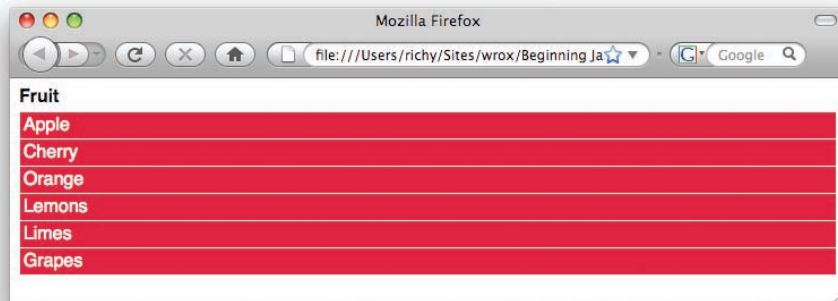 Mozilla Firefox
file:///Users/richy/Sites/wrox/Beginning Ja
G Google
Fruit
Apple
Cherry
Orange
Lemons
Limes
Grapes